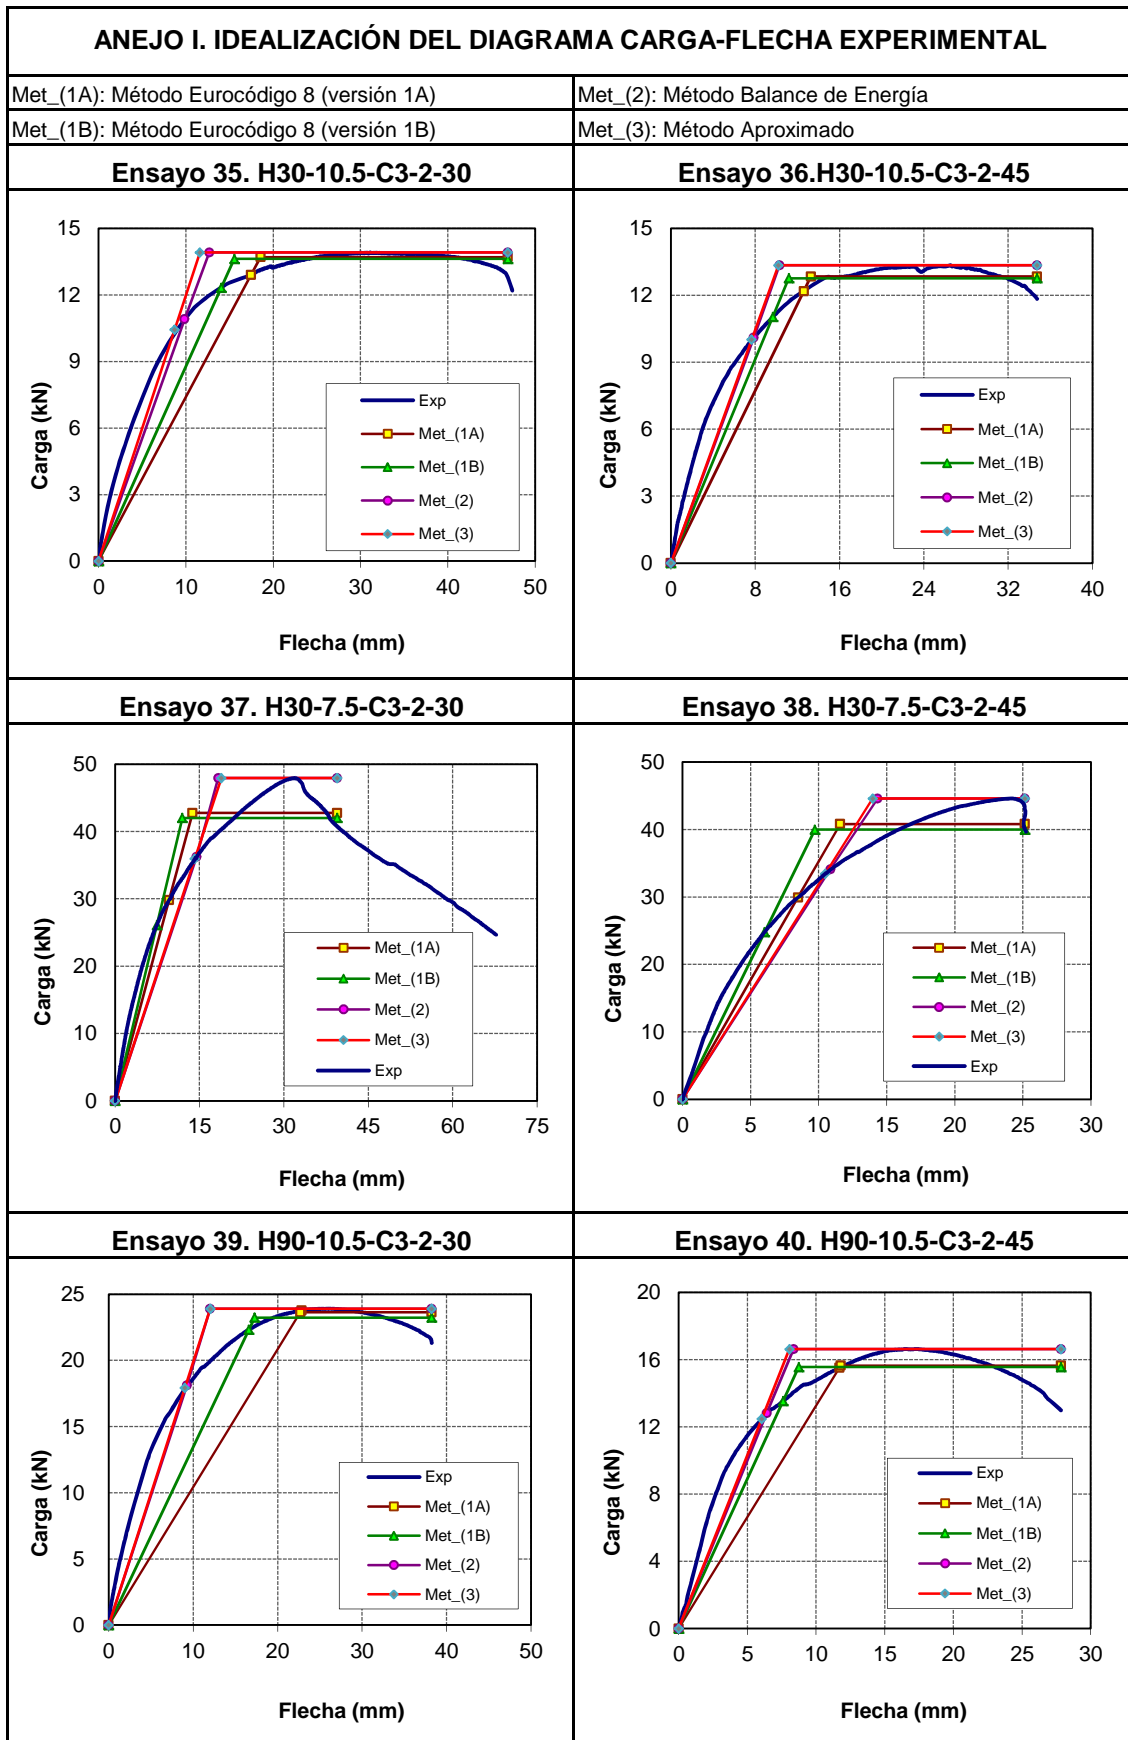 ANEJO I. IDEALIZACIÓN DEL DIAGRAMA CARGA-FLECHA EXPERIMENTAL
Met_(1A): Método Eurocódigo 8 (versión 1A)
Met_(2): Método Balance de Energía
Met_(1B): Método Eurocódigo 8 (versión 1B)
Met_(3): Método Aproximado
Ensayo 35. H30-10.5-C3-2-30
15
12
9
6
3
0
Carga (kN)
Exp
Met_(1A)
Met_(1B)
Met_(2)
Met_(3)
0 10 20 30 40 50
Flecha (mm)
Ensayo 36.H30-10.5-C3-2-45
15
12
9
6
3
0
Carga (kN)
Exp
Met_(1A)
Met_(1B)
Met_(2)
Met_(3)
0 8 16 24 32 40
Flecha (mm)
Ensayo 37. H30-7.5-C3-2-30
50
40
30
20
10
0
Carga (kN)
Met_(1A)
Met_(1B)
Met_(2)
Met_(3)
Exp
0 15 30 45 60 75
Flecha (mm)
Ensayo 38. H30-7.5-C3-2-45
50
40
30
20
10
0
Carga (kN)
Met_(1A)
Met_(1B)
Met_(2)
Met_(3)
Exp
0 5 10 15 20 25 30
Flecha (mm)
Ensayo 39. H90-10.5-C3-2-30
25
20
15
10
5
0
Carga (kN)
Exp
Met_(1A)
Met_(1B)
Met_(2)
Met_(3)
0 10 20 30 40 50
Flecha (mm)
Ensayo 40. H90-10.5-C3-2-45
20
16
12
8
4
0
Carga (kN)
Exp
Met_(1A)
Met_(1B)
Met_(2)
Met_(3)
0 5 10 15 20 25 30
Flecha (mm)